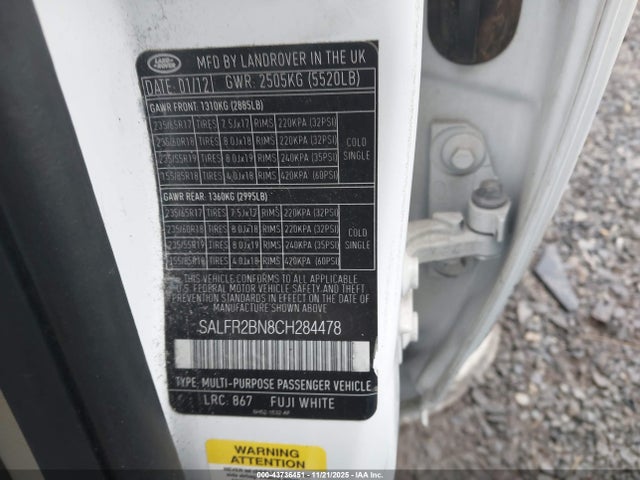 LAND ROVER
MFD BY LANDROVER IN THE UK
DATE: 01/12 GWR: 2505KG (5520LB)
GAWR FRONT: 1310KG (2885LB)
235/65R17 TIRES 7.5Jx17 RIMS 220KPA (32PSI)
235/60R18 TIRES 8.0Jx18 RIMS 220KPA (32PSI)
235/55R19 TIRES 8.0Jx19 RIMS 240KPA (35PSI)
155/85R18 TIRES 4.0Jx18 RIMS 420KPA (60PSI)
COLD
SINGLE
GAWR REAR: 1360KG (2995LB)
235/65R17 TIRES 7.5Jx17 RIMS 220KPA (32PSI)
235/60R18 TIRES 8.0Jx18 RIMS 220KPA (32PSI)
235/55R19 TIRES 8.0Jx19 RIMS 240KPA (35PSI)
155/85R18 TIRES 4.0Jx18 RIMS 420KPA (60PSI)
COLD
SINGLE
THIS VEHICLE CONFORMS TO ALL APPLICABLE
U.S. FEDERAL MOTOR VEHICLE SAFETY AND
THEFT PREVENTION STANDARDS IN EFFECT ON THE DATE OF
MANUFACTURE SHOWN ABOVE.
SALFR2BN8CH284478
TYPE: MULTI-PURPOSE PASSENGER VEHICLE
LRC. 867 FUJI WHITE
WARNING
ATTENTION
© IAA 43736451 - IAA 11/21/2025 - IAA